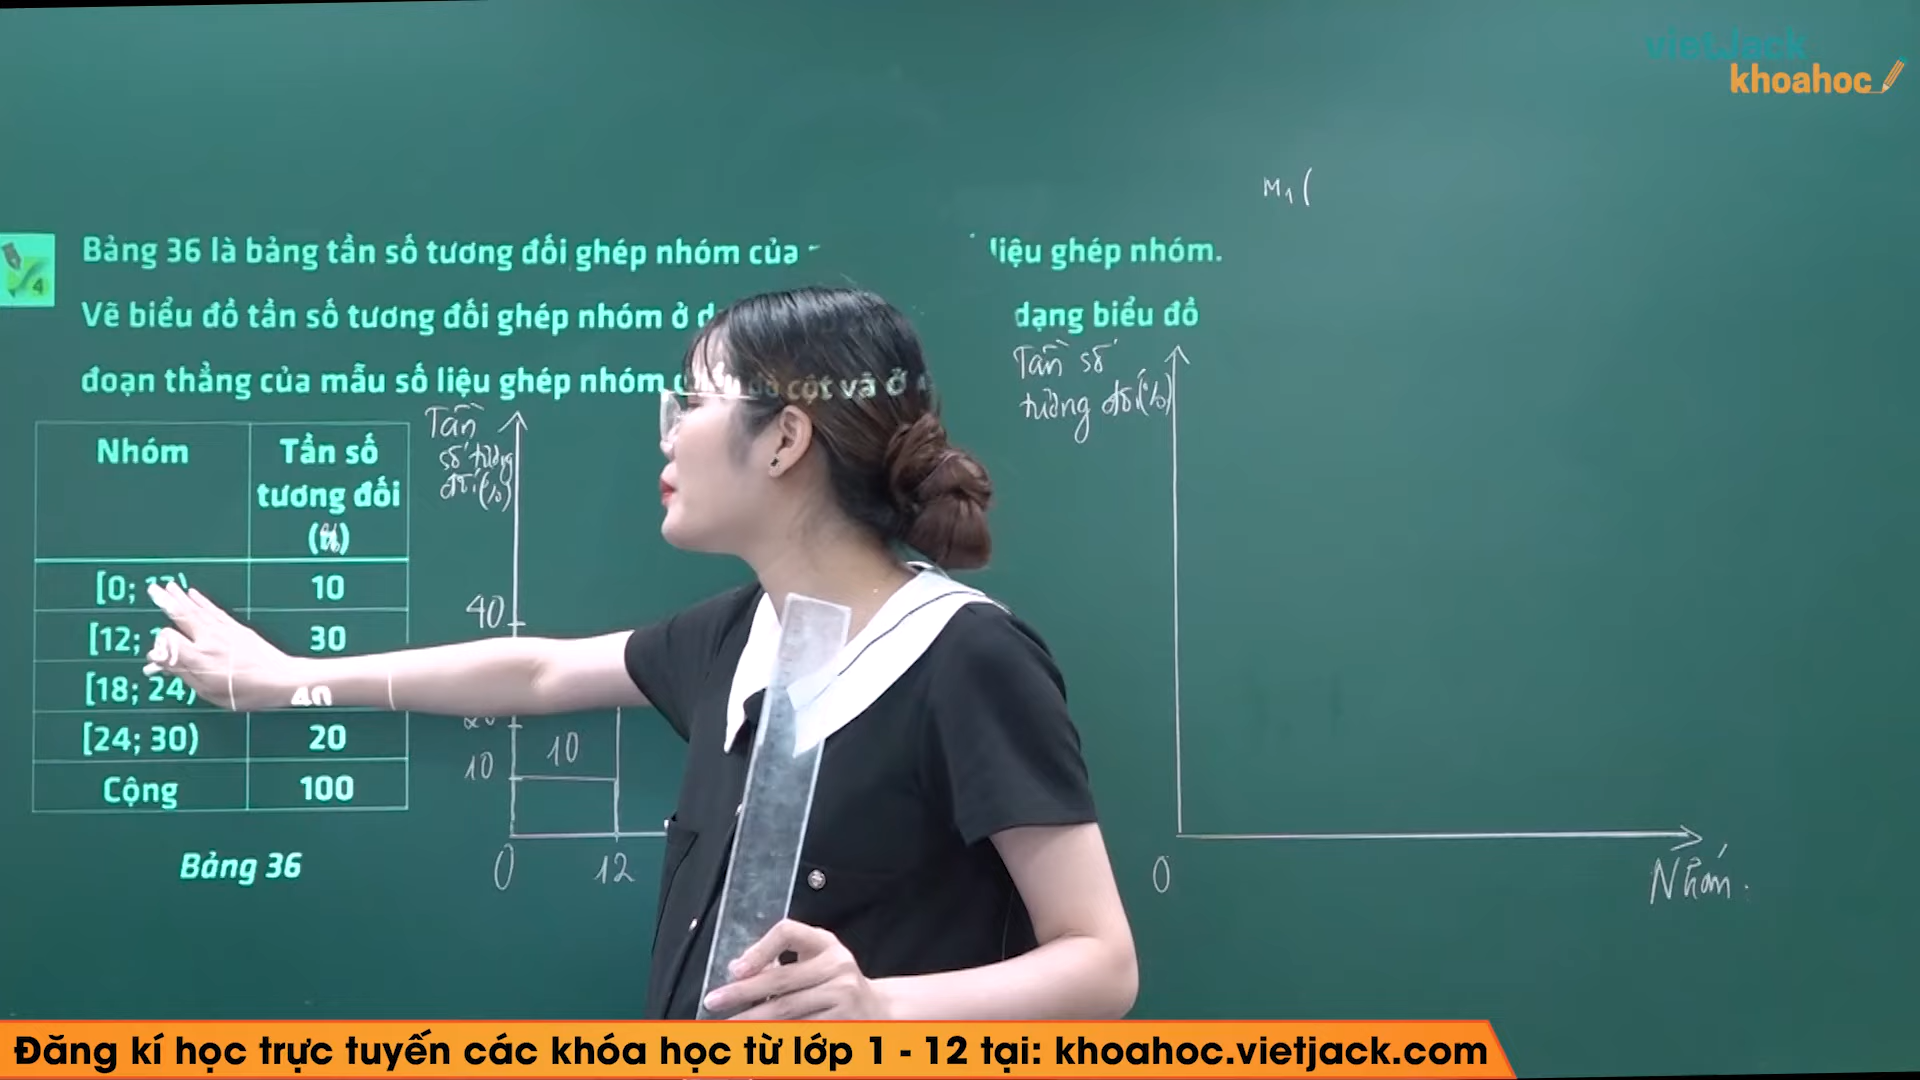 vietJack
khoahoc
M₁(
4
Bảng 36 là bảng tần số tương đối ghép nhóm của liệu ghép nhóm.
Vẽ biểu đồ tần số tương đối ghép nhóm ở dạng biểu đồ
đoạn thẳng của mẫu số liệu ghép nhóm cột và ở
Nhóm
Tần số
tương đối
[0; 
10
[12; 
30
[18; 24)
40
[24; 30)
20
Cộng
100
Bảng 36
Tần
số tương
đối (%)
40
10
10
0
12
Tần số
tương đối (%)
0
Nhóm
Đăng kí học trực tuyến các khóa học từ lớp 1 - 12 tại: khoahoc.vietjack.com